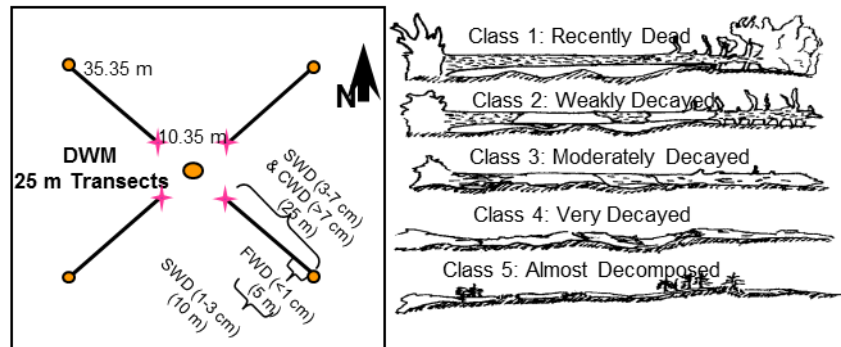 35.35 m
N
10.35 m
DWM
25 m Transects
SWD (3-7 cm)
& CWD (>7 cm)
(25 m)
FWD (<1 cm)
(5 m)
SWD (1-3 cm)
(10 m)
Class 1: Recently Dead
Class 2: Weakly Decayed
Class 3: Moderately Decayed
Class 4: Very Decayed
Class 5: Almost Decomposed